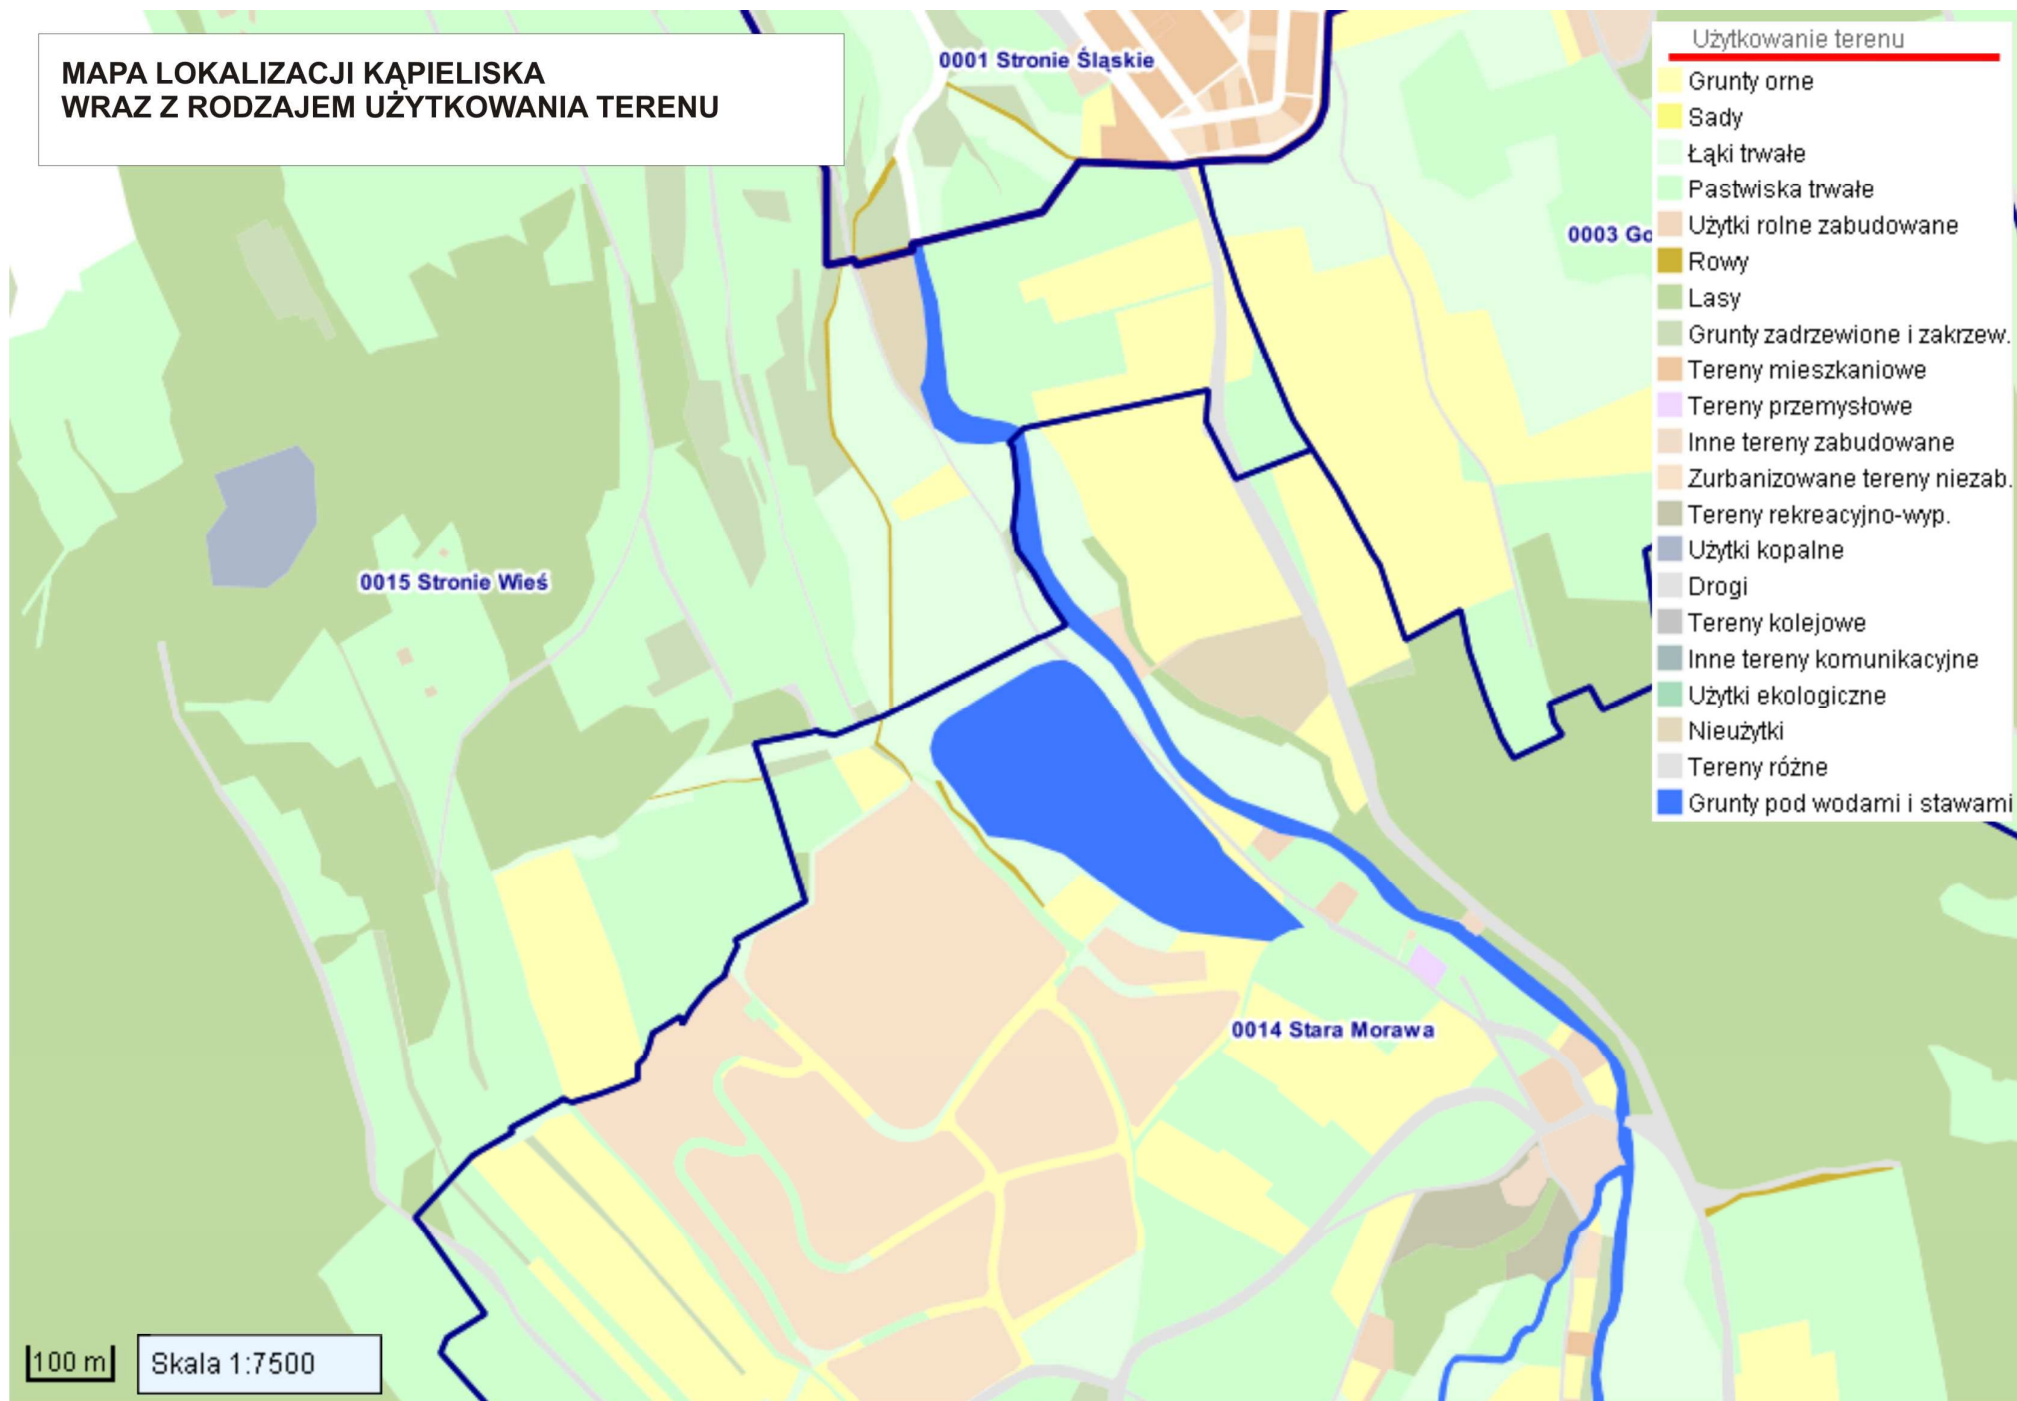 MAPA LOKALIZACJI KĄPIELISKA
WRAZ Z RODZAJEM UŻYTKOWANIA TERENU
0001 Stronie Śląskie
0003 Go
0015 Stronie Wieś
0014 Stara Morawa
Użytkowanie terenu
Grunty orne
Sady
Łąki trwałe
Pastwiska trwałe
Użytki rolne zabudowane
Rowy
Lasy
Grunty zadrzewione i zakrzew.
Tereny mieszkaniowe
Tereny przemysłowe
Inne tereny zabudowane
Zurbanizowane tereny niezab.
Tereny rekreacyjno-wyp.
Użytki kopalne
Drogi
Tereny kolejowe
Inne tereny komunikacyjne
Użytki ekologiczne
Nieużytki
Tereny różne
Grunty pod wodami i stawami
100 m
Skala 1:7500